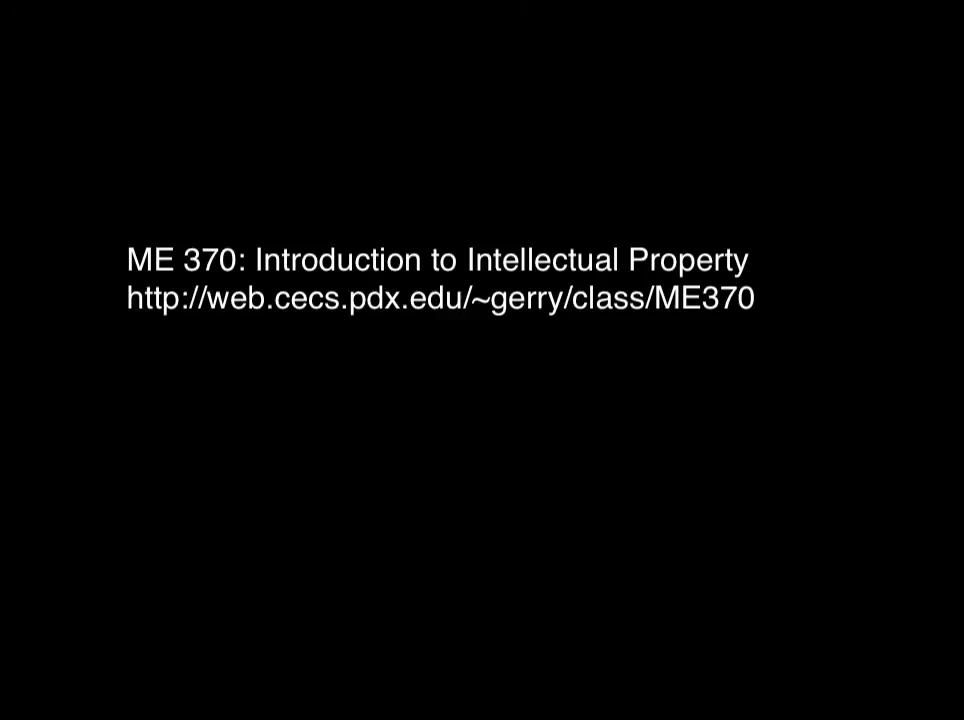 ME 370: Introduction to Intellectual Property
http://web.cecs.pdx.edu/~gerry/class/ME370